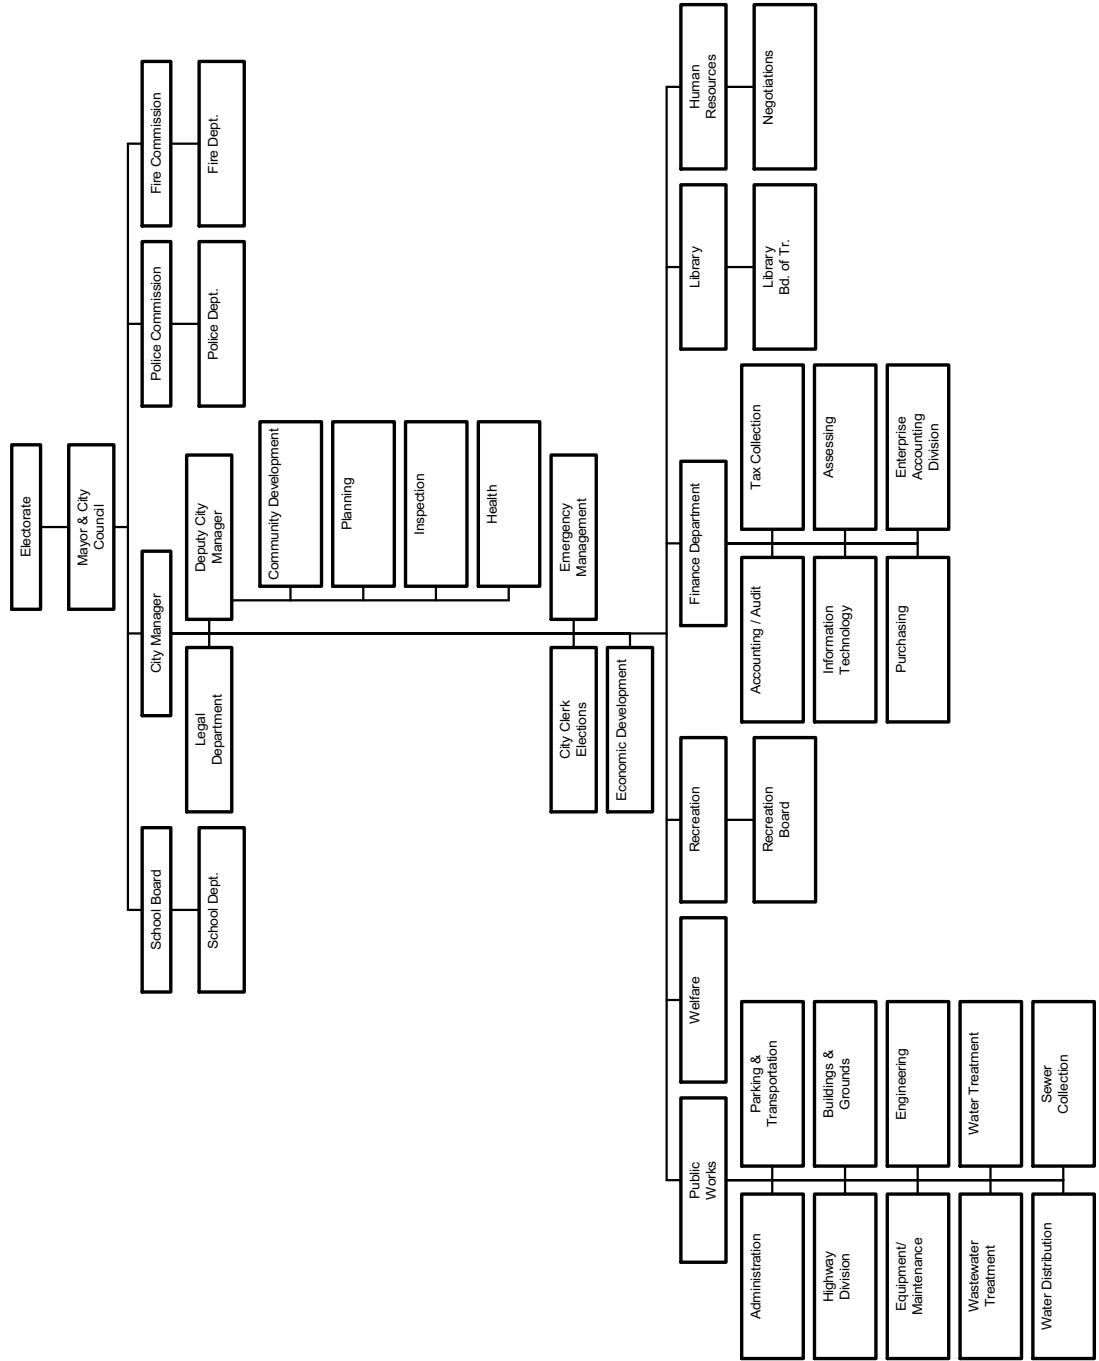 Electorate
Mayor & City
Council
School Board
City Manager
Police Commission
Fire Commission
School Dept.
Police Dept.
Fire Dept.
Legal
Department
Deputy City
Manager
Community Development
Planning
Inspection
Health
City Clerk
Elections
Emergency
Management
Economic Development
Public
Works
Welfare
Recreation
Finance Department
Library
Human
Resources
Administration
Parking &
Transportation
Highway
Division
Buildings &
Grounds
Equipment/
Maintenance
Engineering
Wastewater
Treatment
Water Treatment
Water Distribution
Sewer
Collection
Recreation
Board
Accounting / Audit
Tax Collection
Information
Technology
Assessing
Purchasing
Enterprise
Accounting
Division
Library
Bd. of Tr.
Negotiations